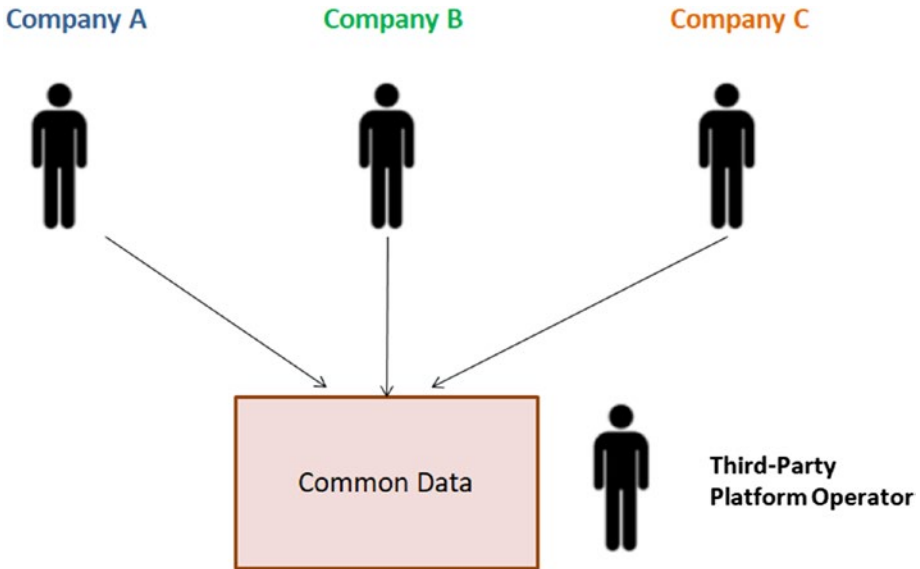 Company A
Company B
Company C
Common Data
Third-Party
Platform Operator